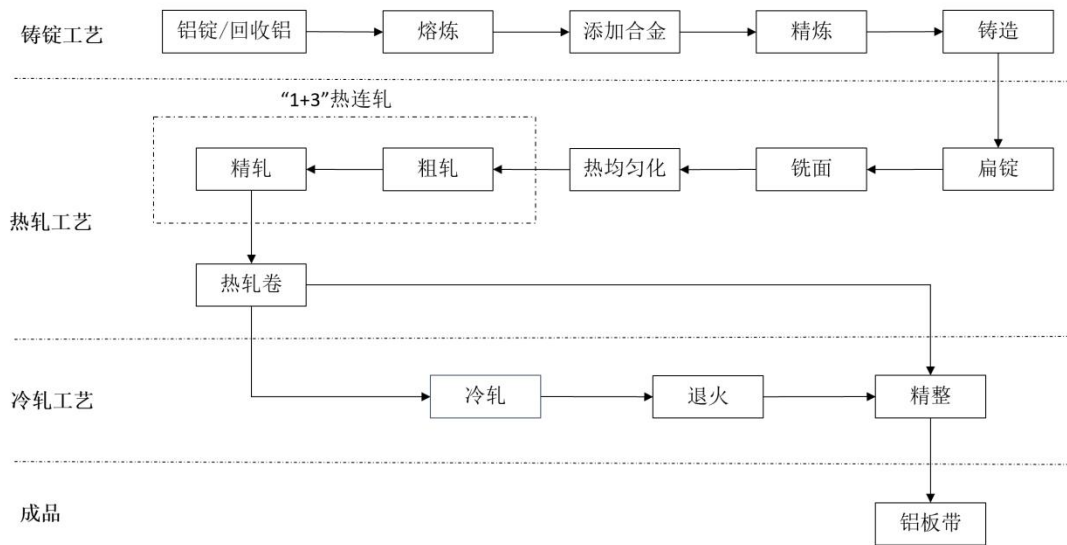 铸锭工艺
铝锭/回收铝
熔炼
添加合金
精炼
铸造
“1+3”热连轧
热轧工艺
精轧
粗轧
热均匀化
铣面
扁锭
热轧卷
冷轧工艺
冷轧
退火
精整
成品
铝板带